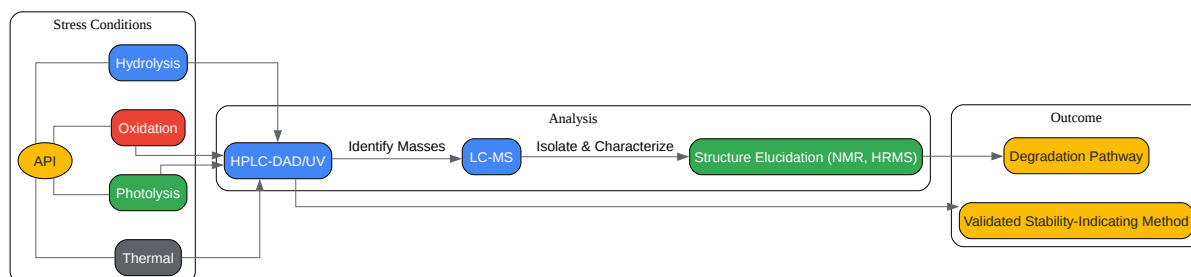 Stress Conditions
Hydrolysis
Oxidation
API
Photolysis
Thermal
Analysis
HPLC-DAD/UV
Identify Masses
LC-MS
Isolate & Characterize
Structure Elucidation (NMR, HRMS)
Outcome
Degradation Pathway
Validated Stability-Indicating Method